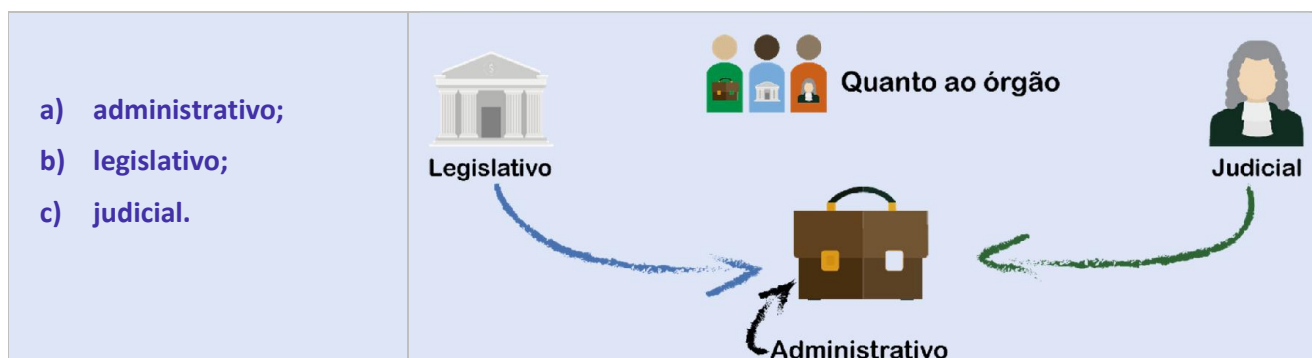 a) administrativo;
b) legislativo;
c) judicial.
Quanto ao órgão
Legislativo
Judicial
Administrativo